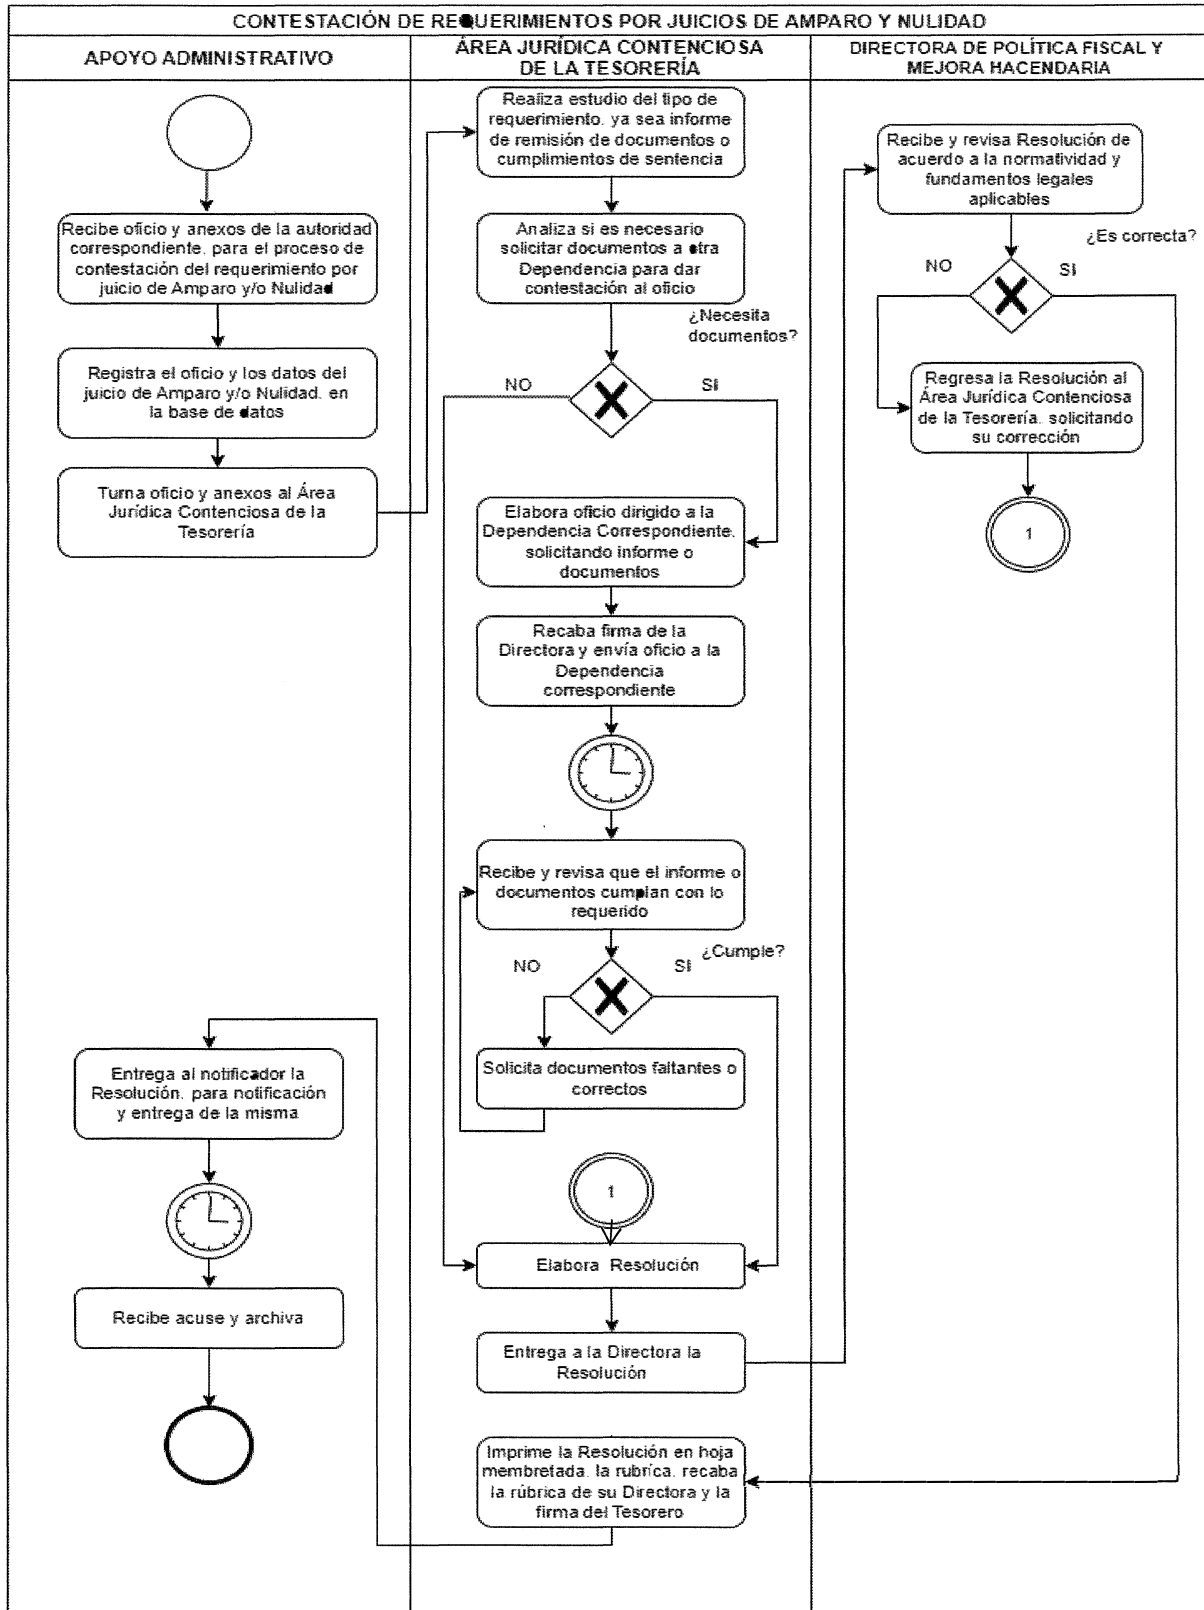 CONTESTACIÓN DE REQUERIMIENTOS POR JUICIOS DE AMPARO Y NULIDAD
APOYO ADMINISTRATIVO
ÁREA JURÍDICA CONTENCIOSA
DE LA TESORERÍA
DIRECTORA DE POLÍTICA FISCAL Y
MEJORA HACENDARIA
Recibe oficio y anexos de la autoridad
correspondiente. para el proceso de
contestación del requerimiento por
juicio de Amparo y/o Nulidad
Registra el oficio y los datos del
juicio de Amparo y/o Nulidad. en
la base de datos
Turna oficio y anexos al Área
Jurídica Contenciosa de la
Tesorería
Realiza estudio del tipo de
requerimiento. ya sea informe
de remisión de documentos o
cumplimientos de sentencia
Analiza si es necesario
solicitar documentos a otra
Dependencia para dar
contestación al oficio
¿Necesita
documentos?
NO
SI
Elabora oficio dirigido a la
Dependencia Correspondiente.
solicitando informe o
documentos
Recaba firma de la
Directora y envía oficio a la
Dependencia
correspondiente
Recibe y revisa que el informe o
documentos cumplan con lo
requerido
¿Cumple?
NO
SI
Solicita documentos faltantes o
correctos
1
Elabora Resolución
Entrega a la Directora la
Resolución
Recibe y revisa Resolución de
acuerdo a la normatividad y
fundamentos legales
aplicables
¿Es correcta?
NO
SI
Regresa la Resolución al
Área Jurídica Contenciosa
de la Tesorería. solicitando
su corrección
1
Imprime la Resolución en hoja
membretada. la rubríca. recaba
la rúbrica de su Directora y la
firma del Tesorero
Entrega al notificador la
Resolución. para notificación
y entrega de la misma
Recibe acuse y archiva